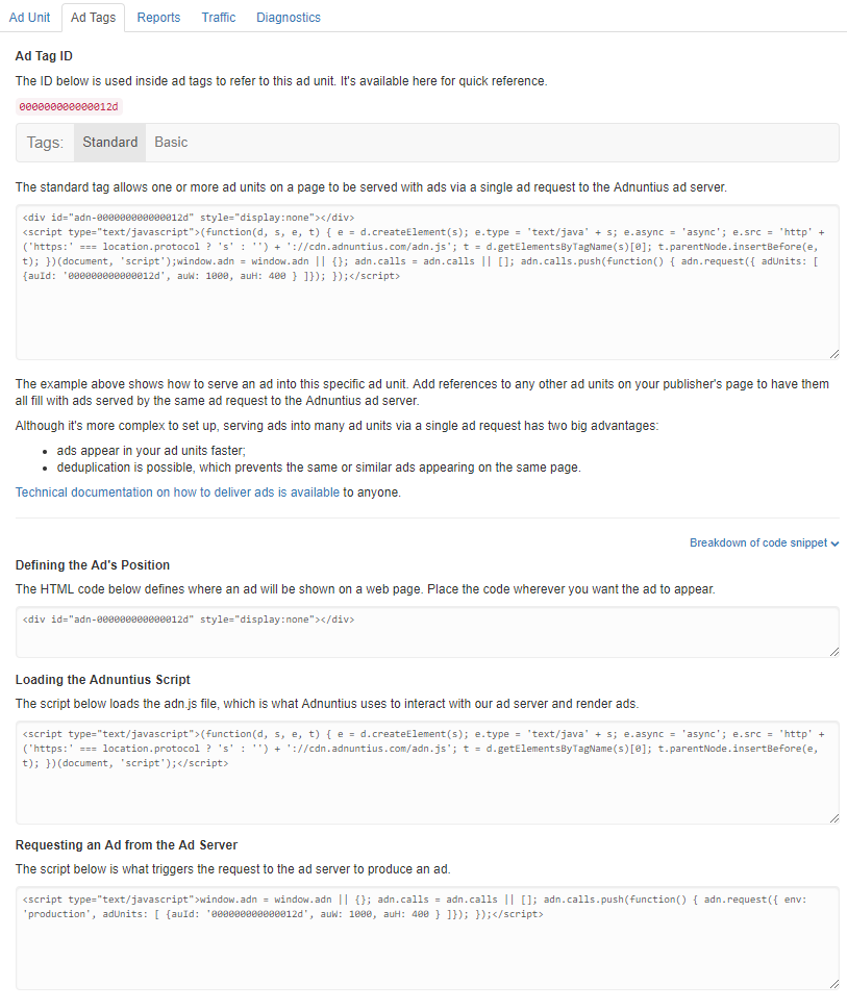 Ad Unit Ad Tags Reports Traffic Diagnostics
Ad Tag ID
The ID below is used inside ad tags to refer to this ad unit. It's available here for quick reference.
000000000000012d
Tags: Standard Basic
The standard tag allows one or more ad units on a page to be served with ads via a single ad request to the Adnuntius ad server.
<div id="adn-000000000000012d" style="display:none"></div>
<script type="text/javascript">(function(d, s, e, t) { e = d.createElement(s); e.type = 'text/java' + s; e.async = 'async'; e.src = 'http' +
('https:' === location.protocol ? 's' : '') + '://cdn.adnuntius.com/adn.js'; t = d.getElementsByTagName(s)[0]; t.parentNode.insertBefore(e,
t); })(document, 'script');window.adn = window.adn || {}; adn.calls = adn.calls || []; adn.calls.push(function() { adn.request({ adUnits: [
{auId: '000000000000012d', auW: 1000, auH: 400 } ]}); });</script>
The example above shows how to serve an ad into this specific ad unit. Add references to any other ad units on your publisher's page to have them
all fill with ads served by the same ad request to the Adnuntius ad server.
Although it's more complex to set up, serving ads into many ad units via a single ad request has two big advantages:
• ads appear in your ad units faster;
• deduplication is possible, which prevents the same or similar ads appearing on the same page.
Technical documentation on how to deliver ads is available to anyone.
Breakdown of code snippet
Defining the Ad's Position
The HTML code below defines where an ad will be shown on a web page. Place the code wherever you want the ad to appear.
<div id="adn-000000000000012d" style="display:none"></div>
Loading the Adnuntius Script
The script below loads the adn.js file, which is what Adnuntius uses to interact with our ad server and render ads.
<script type="text/javascript">(function(d, s, e, t) { e = d.createElement(s); e.type = 'text/java' + s; e.async = 'async'; e.src = 'http' +
('https:' === location.protocol ? 's' : '') + '://cdn.adnuntius.com/adn.js'; t = d.getElementsByTagName(s)[0]; t.parentNode.insertBefore(e,
t); })(document, 'script');</script>
Requesting an Ad from the Ad Server
The script below is what triggers the request to the ad server to produce an ad.
<script type="text/javascript">window.adn = window.adn || {}; adn.calls = adn.calls || []; adn.calls.push(function() { adn.request({ env:
'production', adUnits: [ {auId: '000000000000012d', auW: 1000, auH: 400 } ]}); });</script>